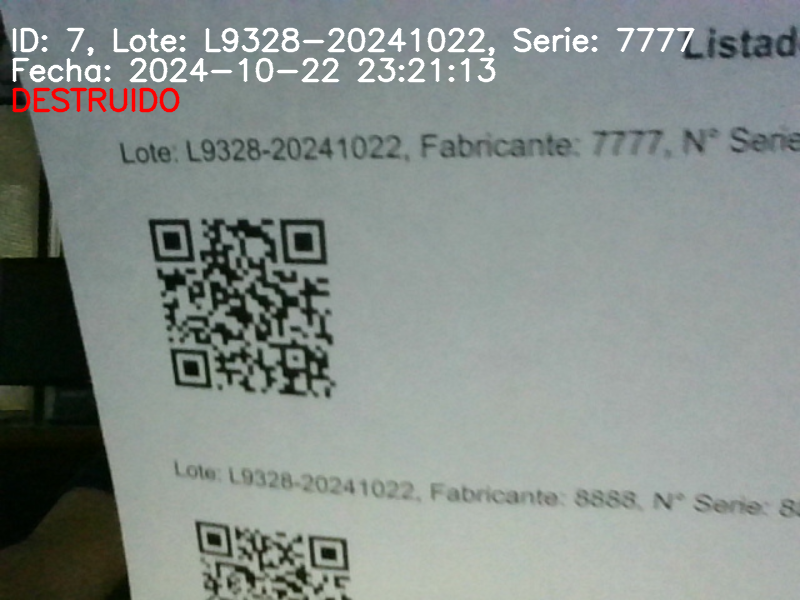 ID: 7, Lote: L9328-20241022, Serie: 7777
Listad
Fecha: 2024-10-22 23:21:13
DESTRUIDO
Lote: L9328-20241022, Fabricante: 7777, N° Serie
Lote: L9328-20241022, Fabricante: 8888, N° Serie: 88